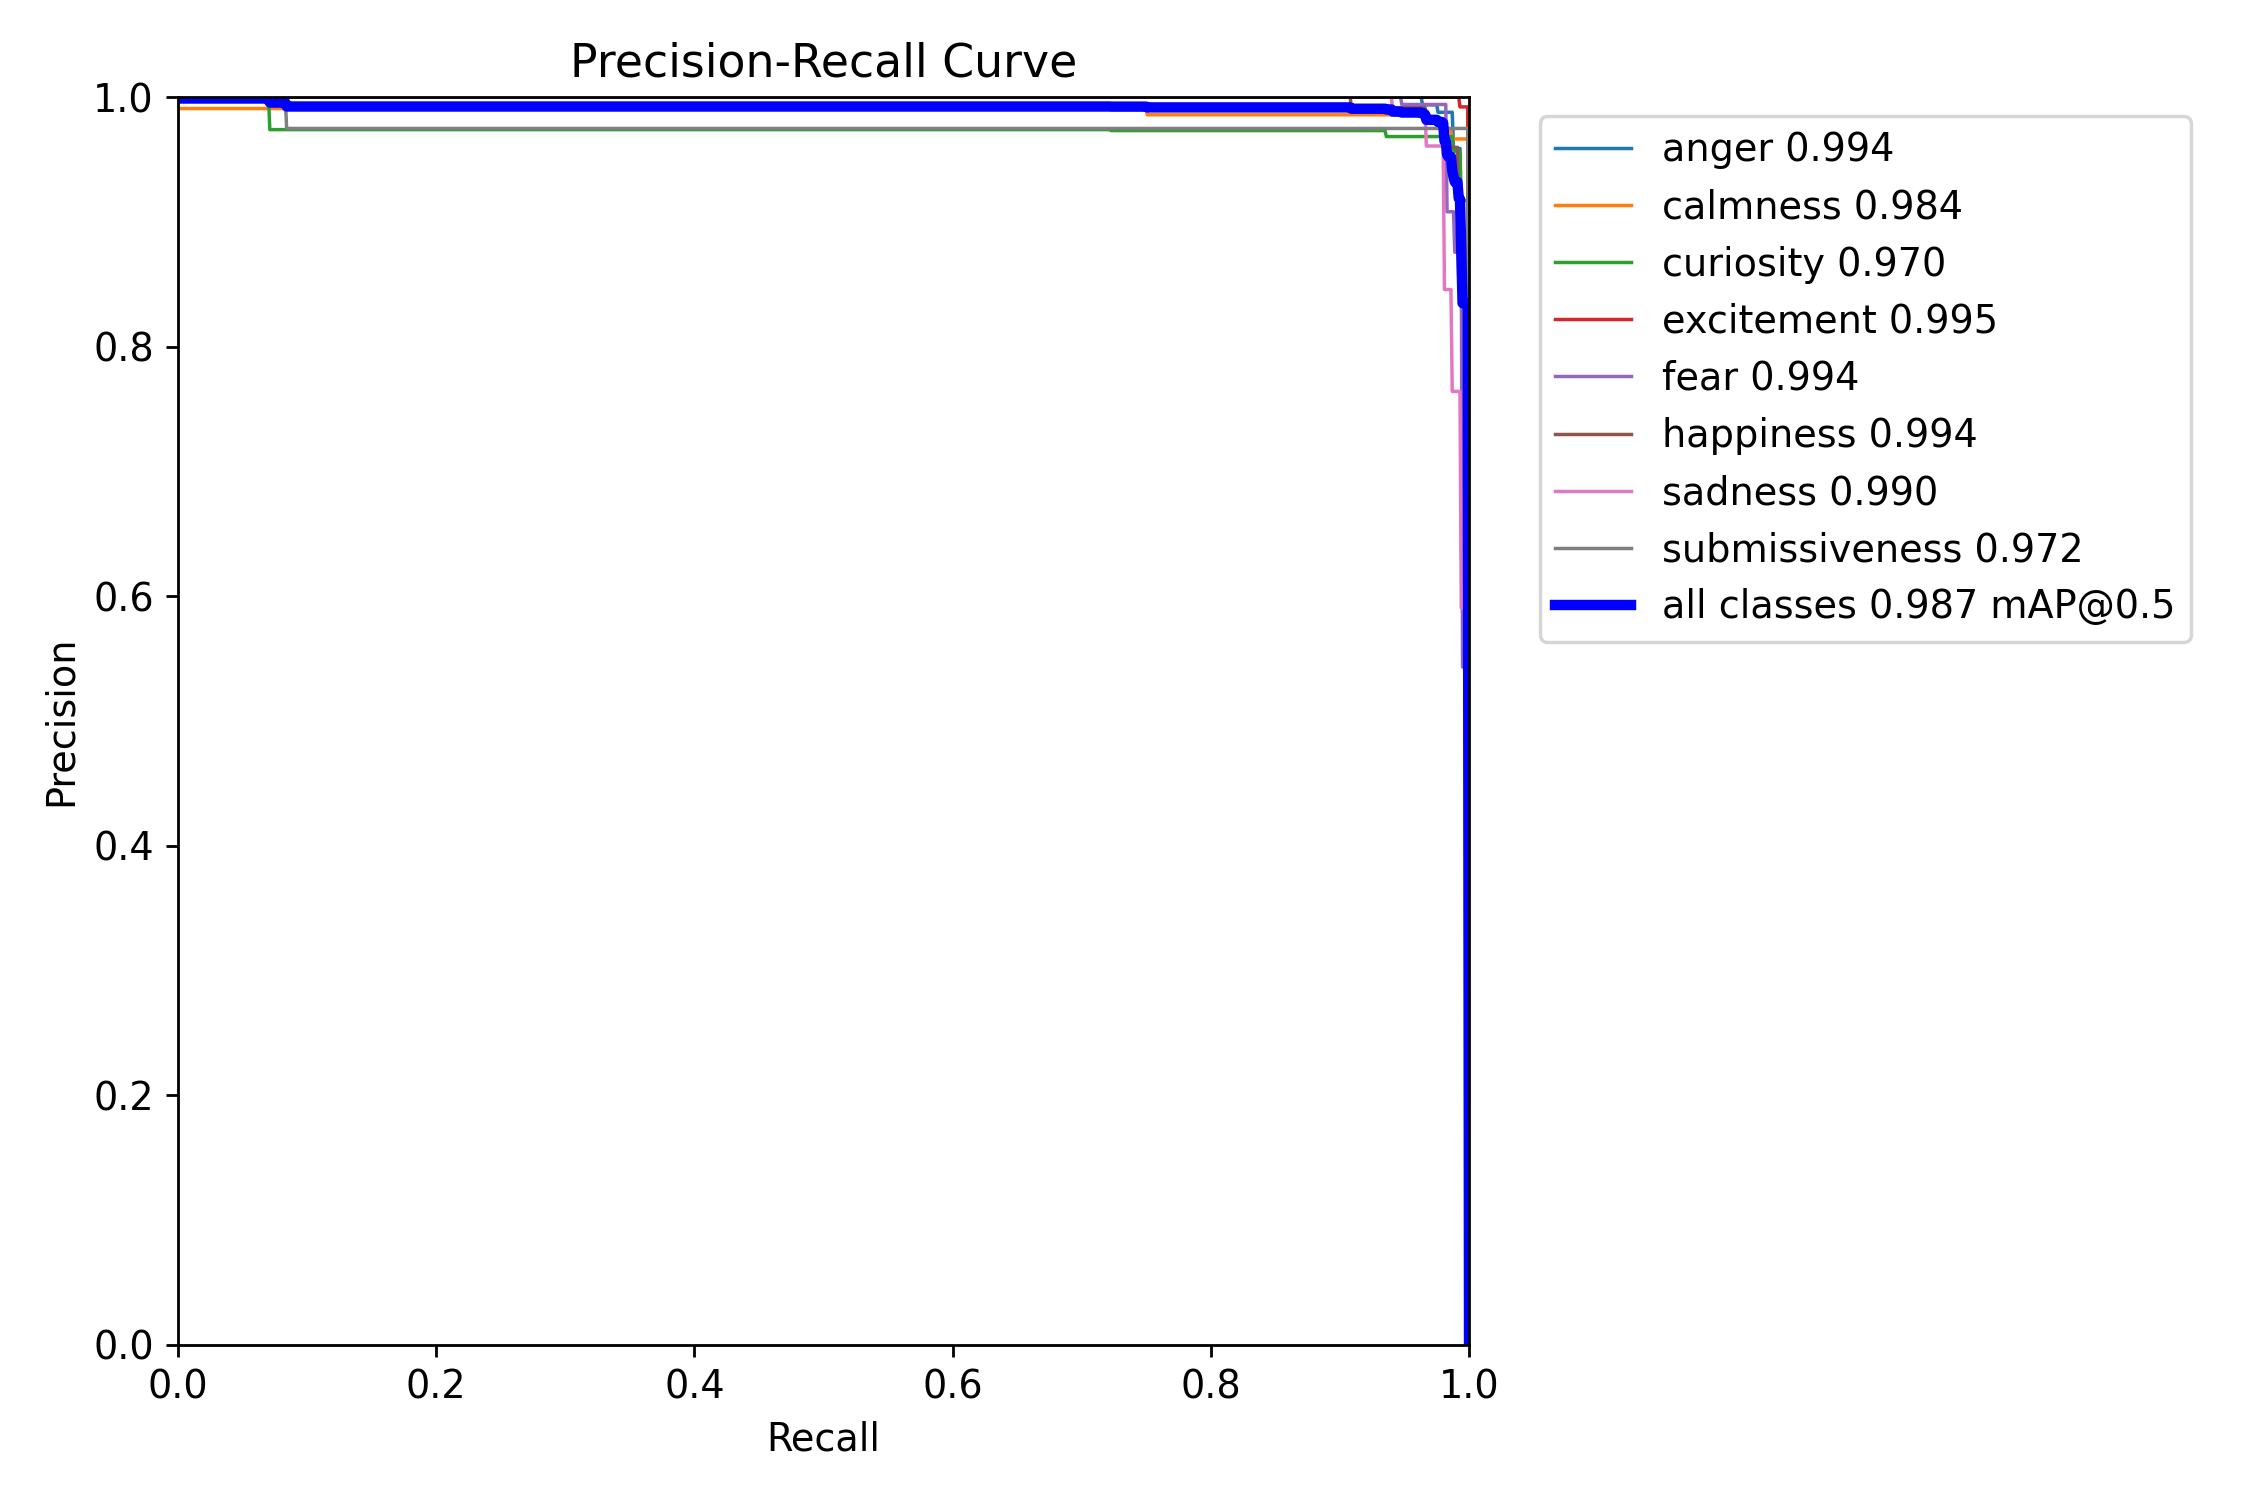 Precision-Recall Curve
1.0
0.8
0.6
0.4
0.2
0.0
Precision
0.0 0.2 0.4 0.6 0.8 1.0
Recall
anger 0.994
calmness 0.984
curiosity 0.970
excitement 0.995
fear 0.994
happiness 0.994
sadness 0.990
submissiveness 0.972
all classes 0.987 mAP@0.5